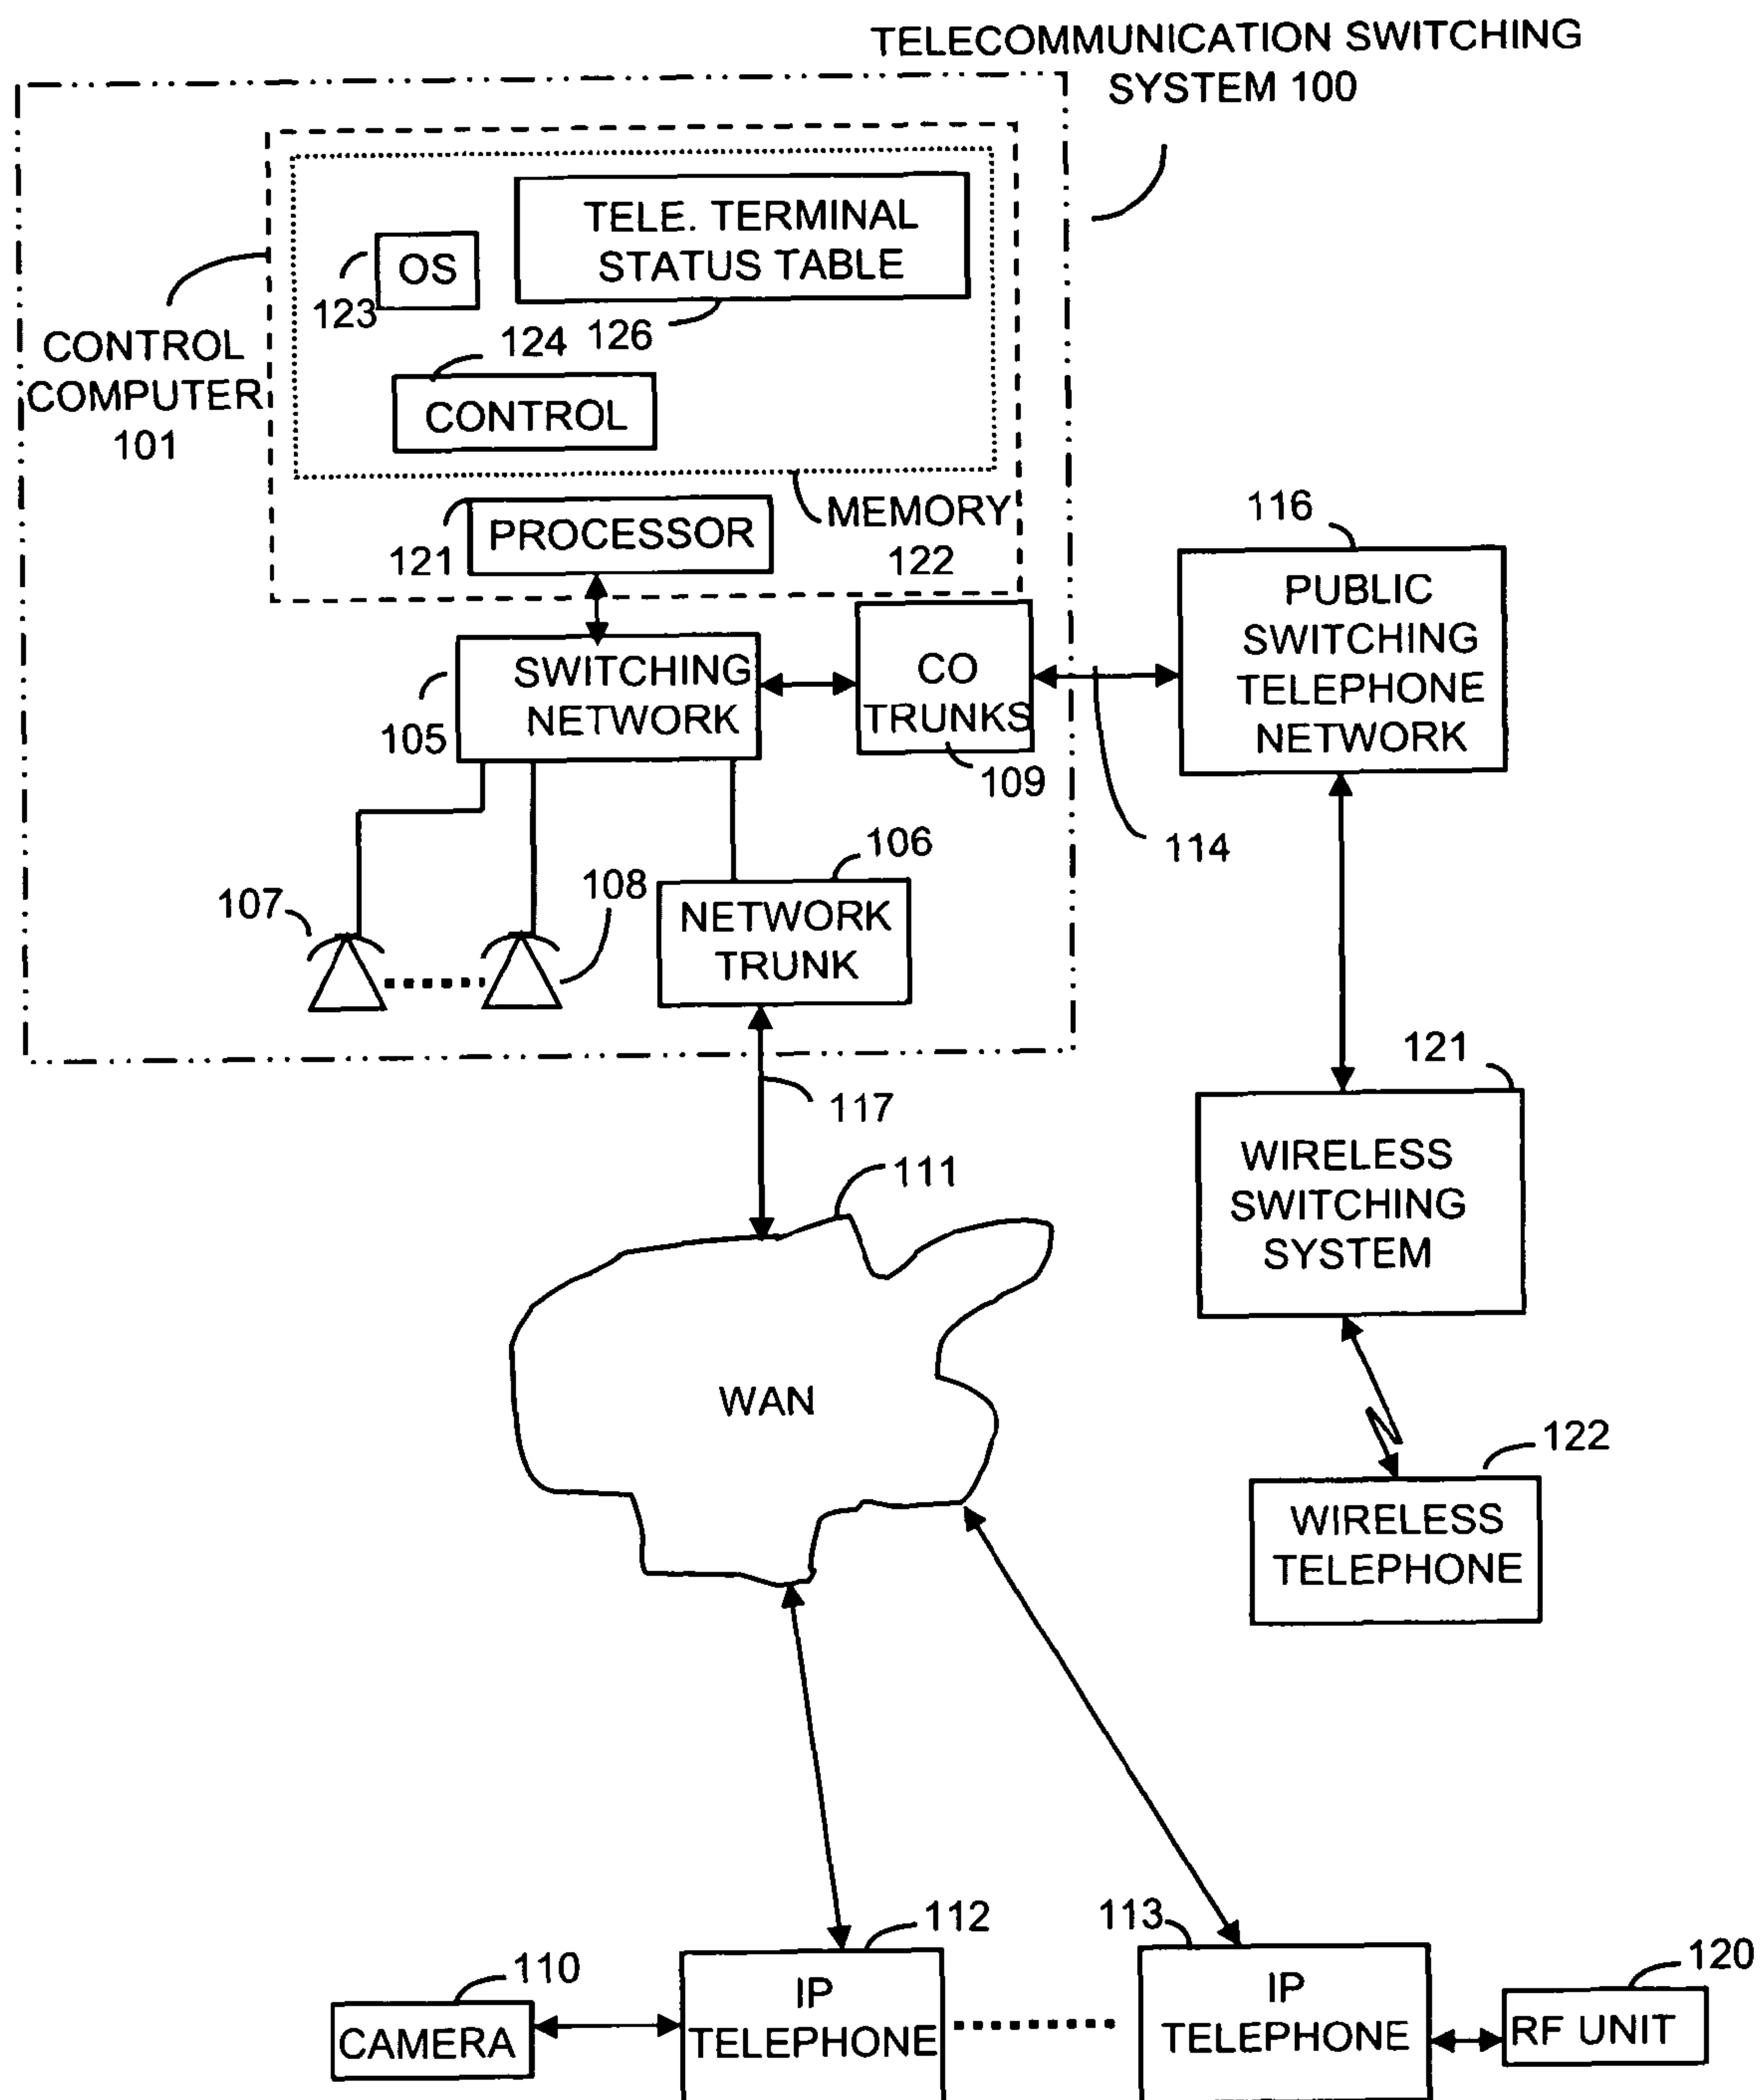 TELECOMMUNICATION SWITCHING
SYSTEM 100
TELE. TERMINAL
STATUS TABLE
OS
123
126
124
CONTROL
CONTROL
COMPUTER
101
MEMORY
122
PROCESSOR
121
SWITCHING
NETWORK
105
CO
TRUNKS
109
116
PUBLIC
SWITCHING
TELEPHONE
NETWORK
114
106
NETWORK
TRUNK
107
108
117
121
WIRELESS
SWITCHING
SYSTEM
111
WAN
122
WIRELESS
TELEPHONE
112
113
110
CAMERA
IP
TELEPHONE
IP
TELEPHONE
120
RF UNIT